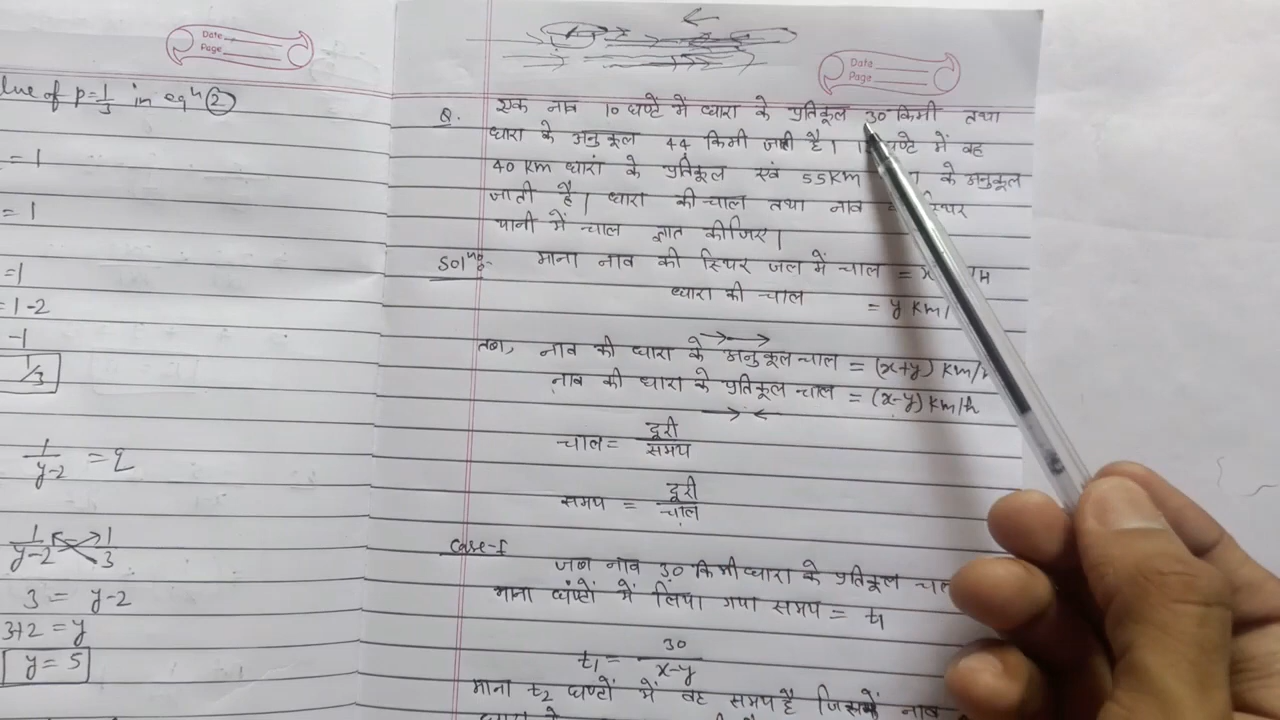 Date
Page
lue of p=1/3 in eqⁿ (2)
= 1
= 1
=1
=1-2
-1
1/3
1/(y-2) = q
1/(y-2) 1/3
3 = y-2
3+2 = y
y = 5
Date
Page
Q. एक नाव 10 घण्टे में धारा के प्रतिकूल 30 किमी तथा
धारा के अनुकूल 44 किमी जाती है। में वह
40 Km धारा के प्रतिकूल एवं 55Km के अनुकूल
जाती है। धारा की चाल तथा नाव स्थिर
पानी में चाल ज्ञात कीजिए।
Solⁿ:- माना नाव की स्थिर जल में चाल = x
धारा की चाल = y Km/
तब, नाव की धारा के अनुकूल चाल = (x+y) Km/h
नाव की धारा के प्रतिकूल चाल = (x-y) Km/h
चाल = दूरी/समय
समय = दूरी/चाल
Case-I
जब नाव 30 किमी धारा के प्रतिकूल
माना घंण्टों में लिया गया समय = t1
t₁ = 30/(x-y)
माना t₂ घण्टों में वह समय है जिसमें नाव